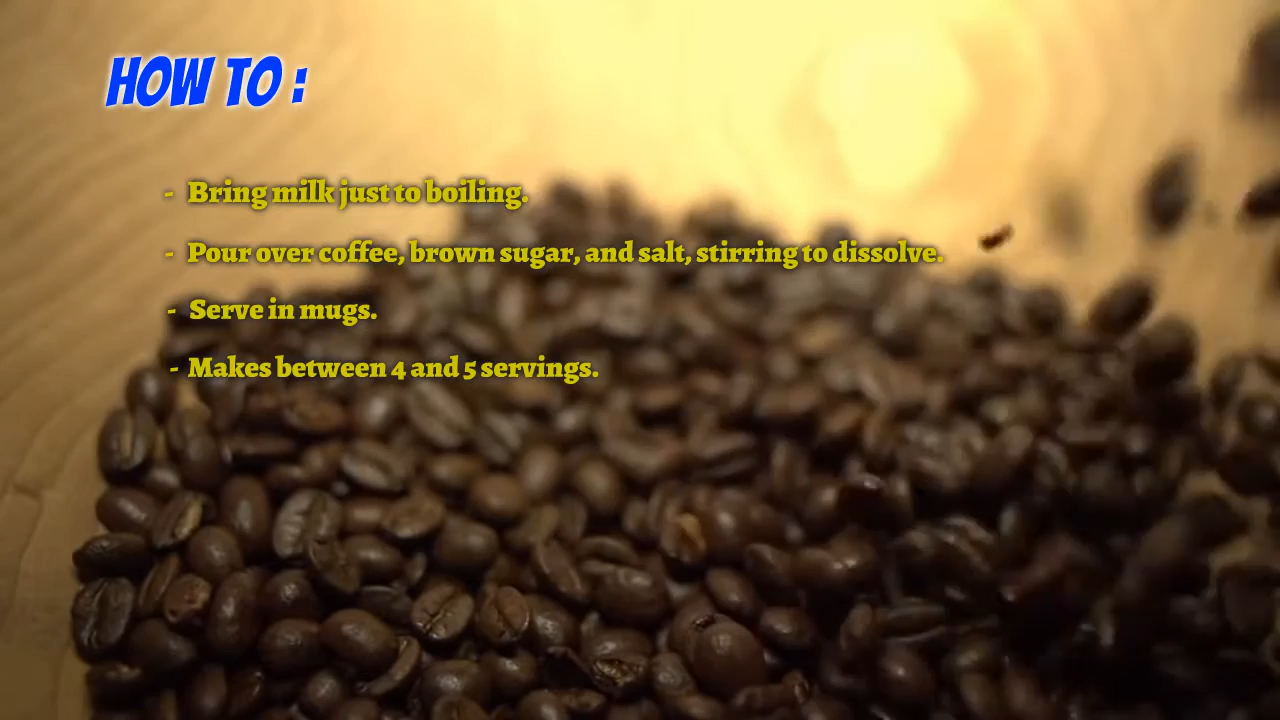 HOW TO :
- Bring milk just to boiling.
- Pour over coffee, brown sugar, and salt, stirring to dissolve.
- Serve in mugs.
- Makes between 4 and 5 servings.